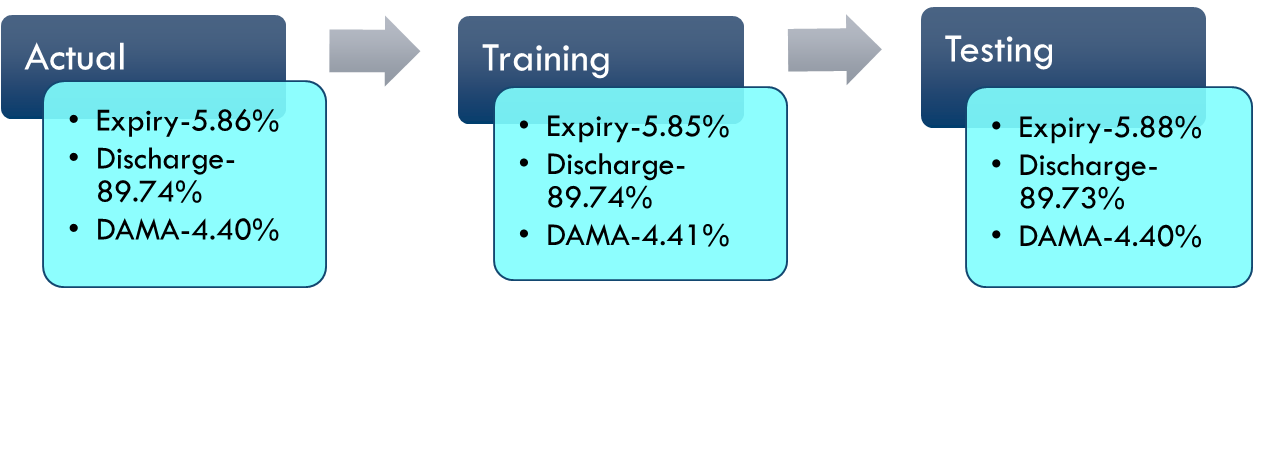 Actual
• Expiry-5.86%
• Discharge-
89.74%
• DAMA-4.40%
Training
• Expiry-5.85%
• Discharge-
89.74%
• DAMA-4.41%
Testing
• Expiry-5.88%
• Discharge-
89.73%
• DAMA-4.40%